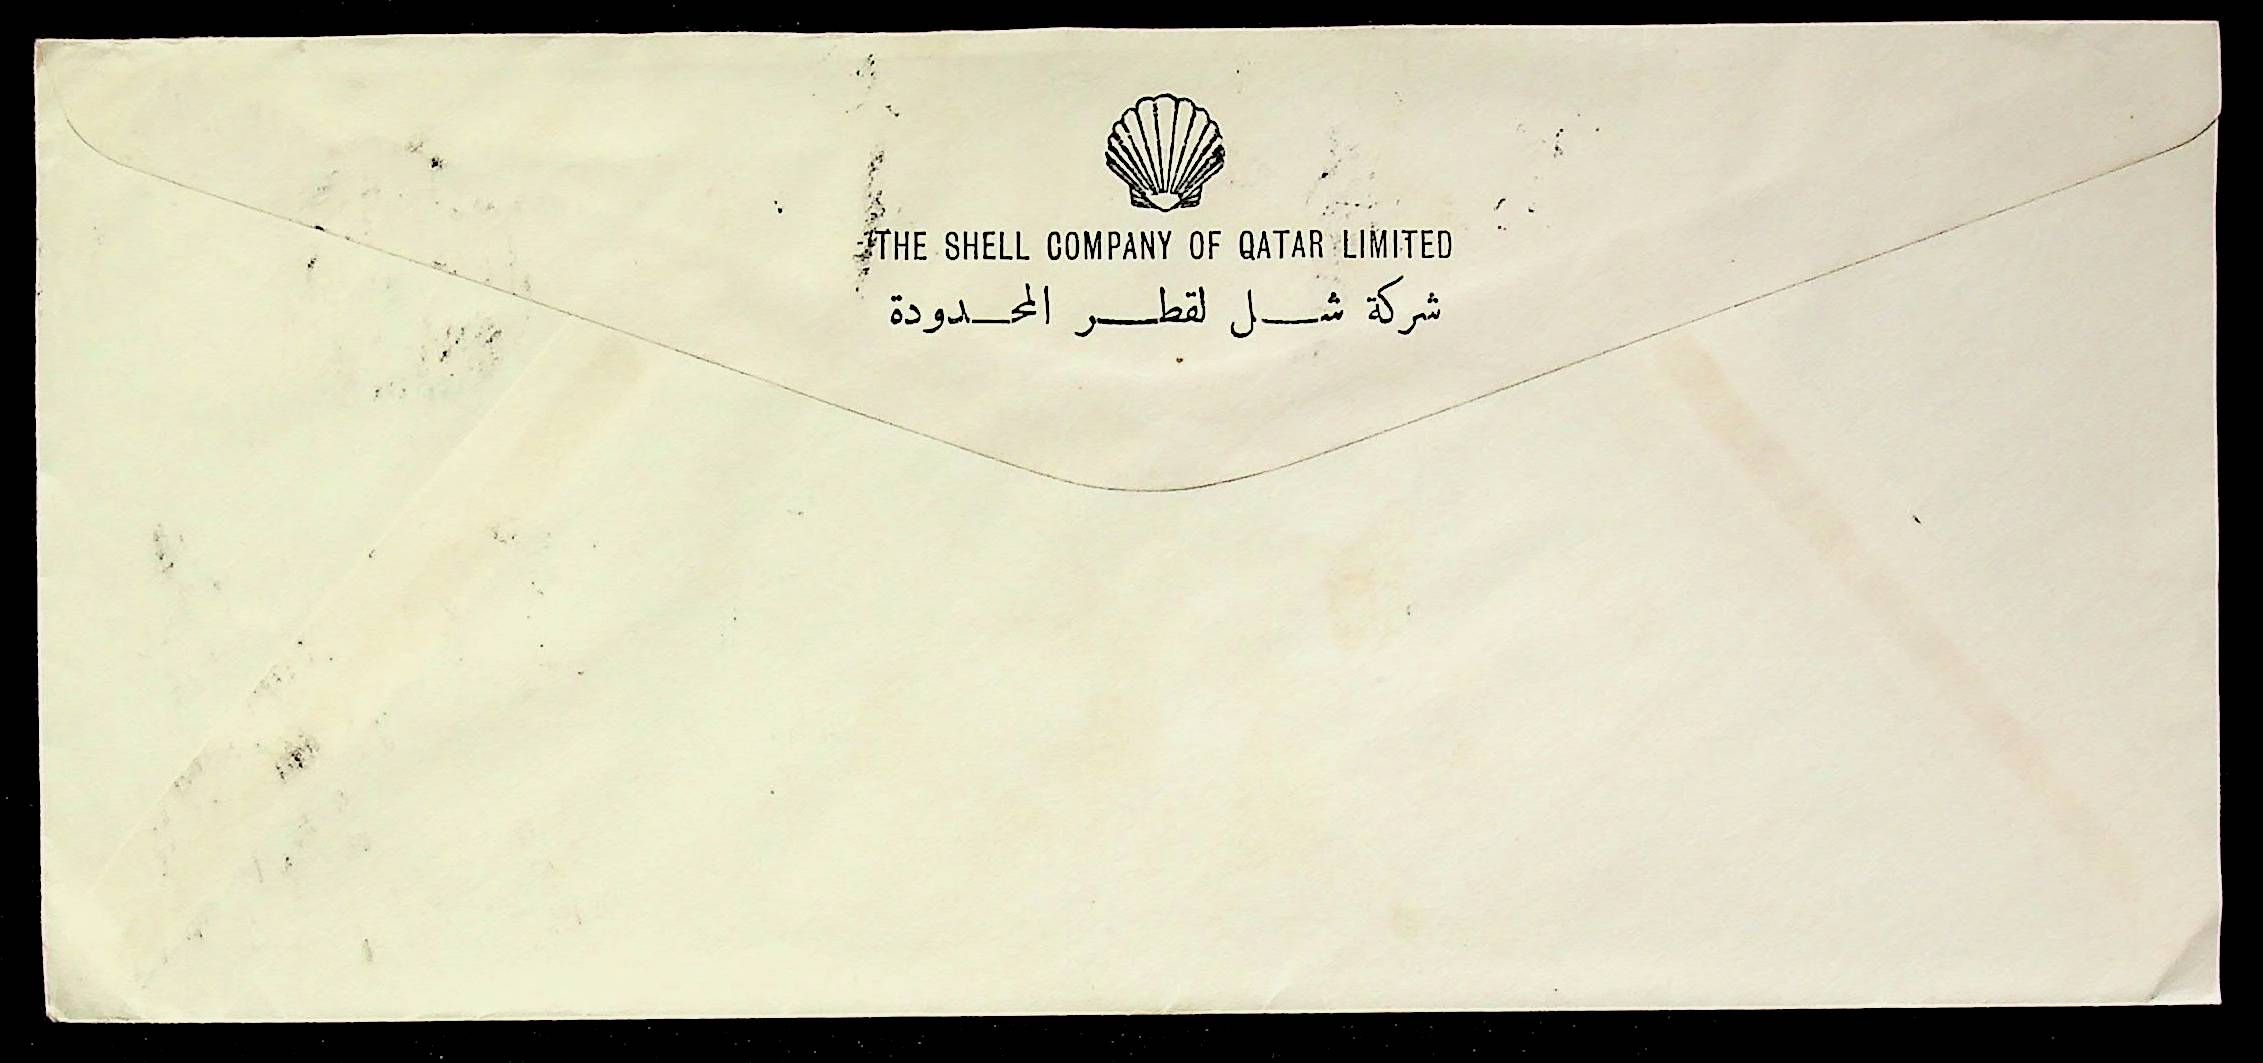 THE SHELL COMPANY OF QATAR LIMITED
شركة شل لقطر المحدودة